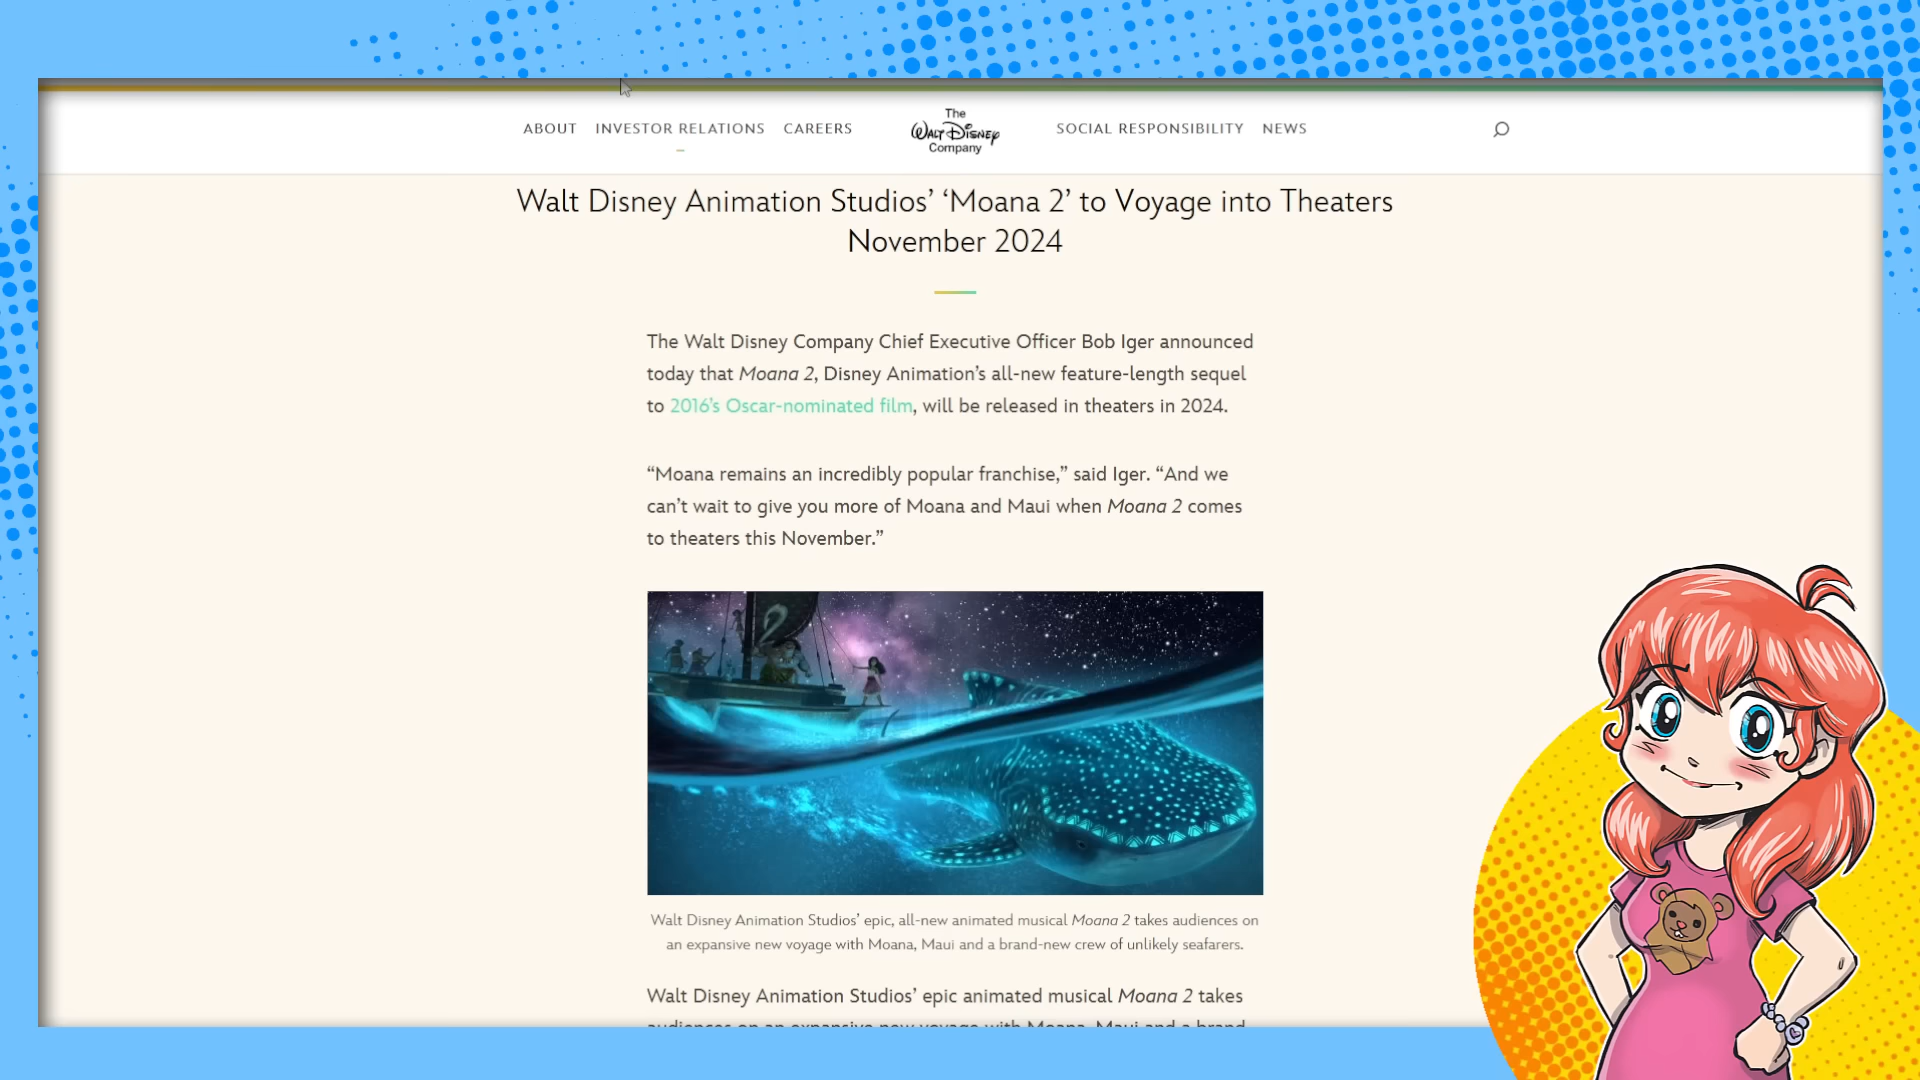 ABOUT INVESTOR RELATIONS CAREERS The Walt Disney Company SOCIAL RESPONSIBILITY NEWS
Walt Disney Animation Studios’ ‘Moana 2’ to Voyage into Theaters
November 2024
The Walt Disney Company Chief Executive Officer Bob Iger announced
today that Moana 2, Disney Animation’s all-new feature-length sequel
to 2016’s Oscar-nominated film, will be released in theaters in 2024.
“Moana remains an incredibly popular franchise,” said Iger. “And we
can’t wait to give you more of Moana and Maui when Moana 2 comes
to theaters this November.”
Walt Disney Animation Studios’ epic, all-new animated musical Moana 2 takes audiences on
an expansive new voyage with Moana, Maui and a brand-new crew of unlikely seafarers.
Walt Disney Animation Studios’ epic animated musical Moana 2 takes
audiences on an expansive new voyage with Moana, Maui and a brand